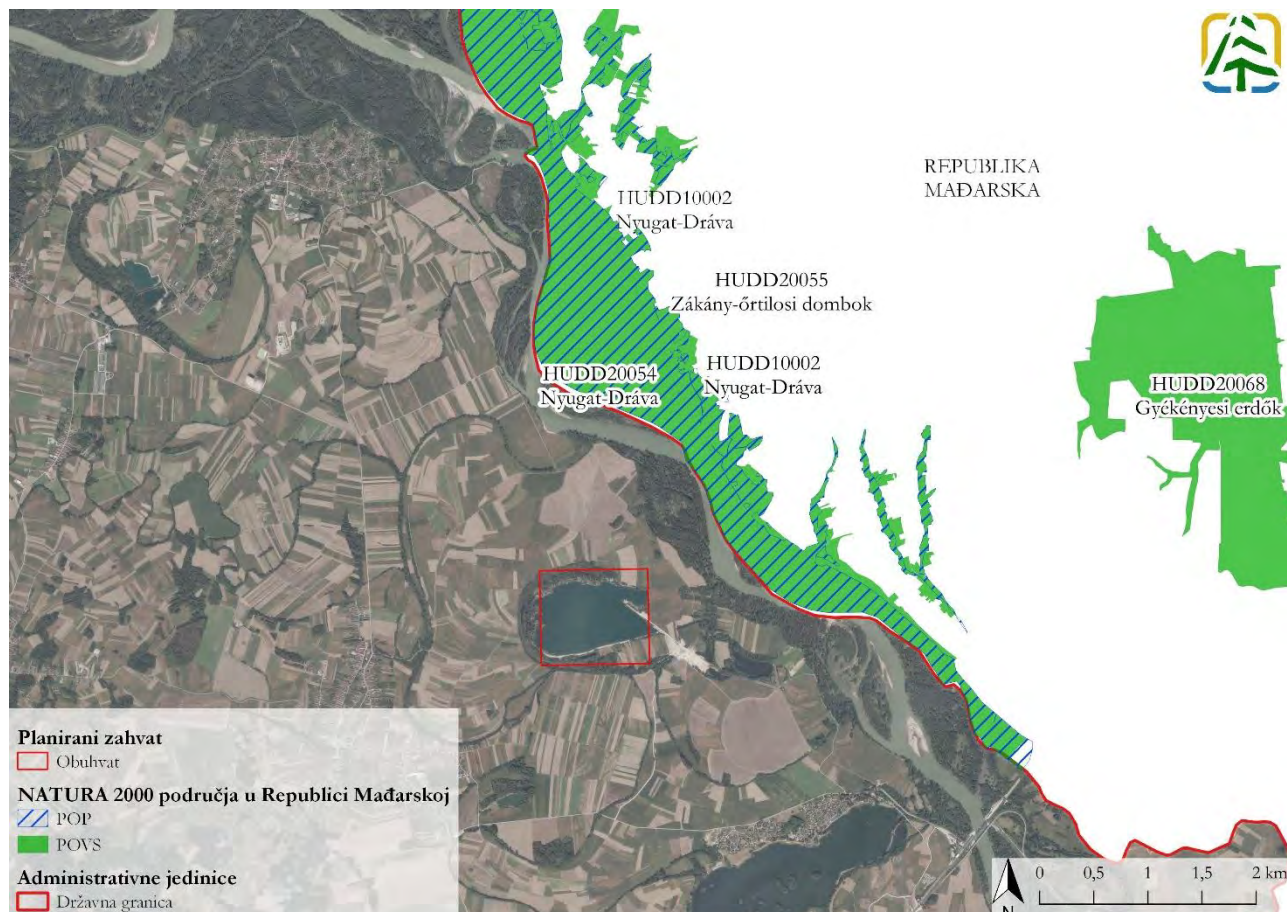 REPUBLIKA
MAĐARSKA
HUDD10002
Nyugat-Dráva
HUDD20055
Zákány-őrtilosi dombok
HUDD10002
Nyugat-Dráva
HUDD20054
Nyugat-Dráva
HUDD20068
Gyékényesi erdők
Planirani zahvat
Obuhvat
NATURA 2000 područja u Republici Mađarskoj
POP
POVS
Administrativne jedinice
Državna granica
N
0 0,5 1 1,5 2 km